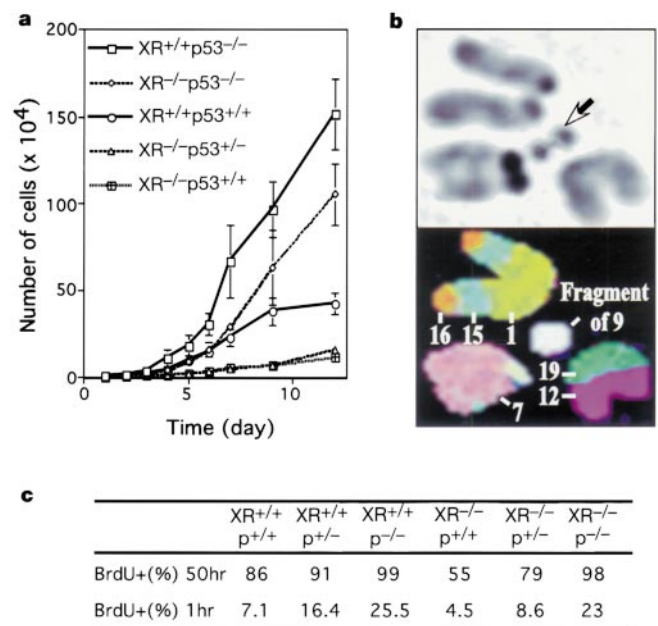 a
200
150
100
50
0
Number of cells (x 10⁴)
5
10
Time (day)
XR+/+p53−/−
XR−/−p53−/−
XR+/+p53+/+
XR−/−p53+/−
XR−/−p53+/+
b
Fragment
of 9
16 15 1
19
12
7
c
XR+/+ XR+/+ XR+/+ XR−/− XR−/− XR−/−
p+/+ p+/− p−/− p+/+ p+/− p−/−
BrdU+(%) 50hr 86 91 99 55 79 98
BrdU+(%) 1hr 7.1 16.4 25.5 4.5 8.6 23